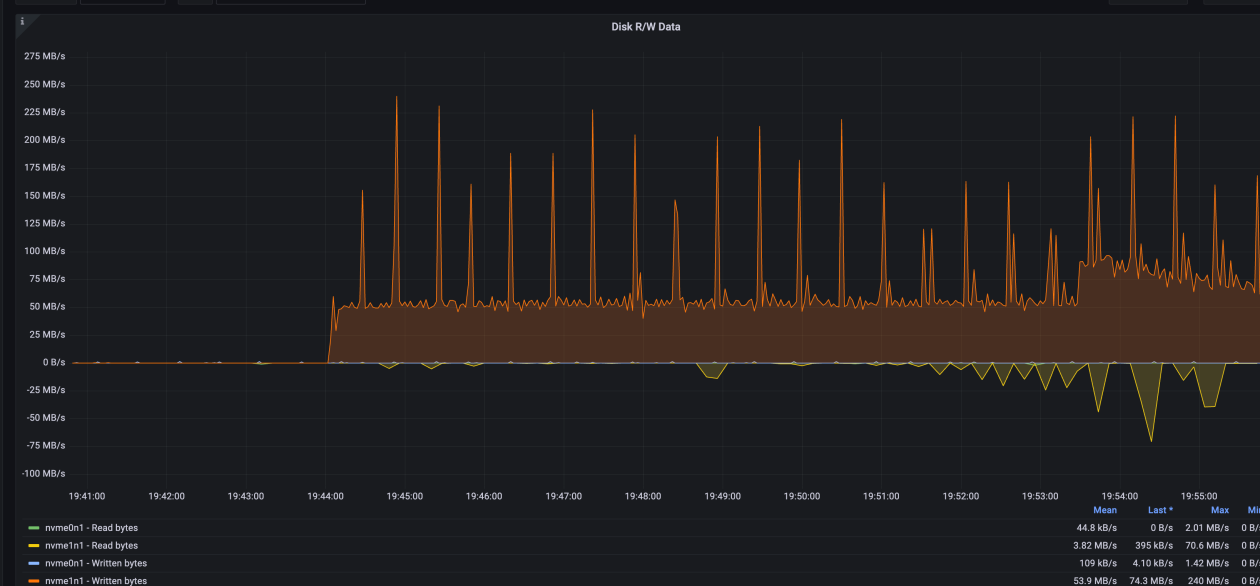 i
Disk R/W Data
275 MB/s
250 MB/s
225 MB/s
200 MB/s
175 MB/s
150 MB/s
125 MB/s
100 MB/s
75 MB/s
50 MB/s
25 MB/s
0 B/s
-25 MB/s
-50 MB/s
-75 MB/s
-100 MB/s
19:41:00 19:42:00 19:43:00 19:44:00 19:45:00 19:46:00 19:47:00 19:48:00 19:49:00 19:50:00 19:51:00 19:52:00 19:53:00 19:54:00 19:55:00
Mean Last * Max Min
nvme0n1 - Read bytes 44.8 kB/s 0 B/s 2.01 MB/s 0 B/
nvme1n1 - Read bytes 3.82 MB/s 395 kB/s 70.6 MB/s 0 B/
nvme0n1 - Written bytes 109 kB/s 4.10 kB/s 1.42 MB/s 0 B/
nvme1n1 - Written bytes 53.9 MB/s 74.3 MB/s 240 MB/s 0 B/